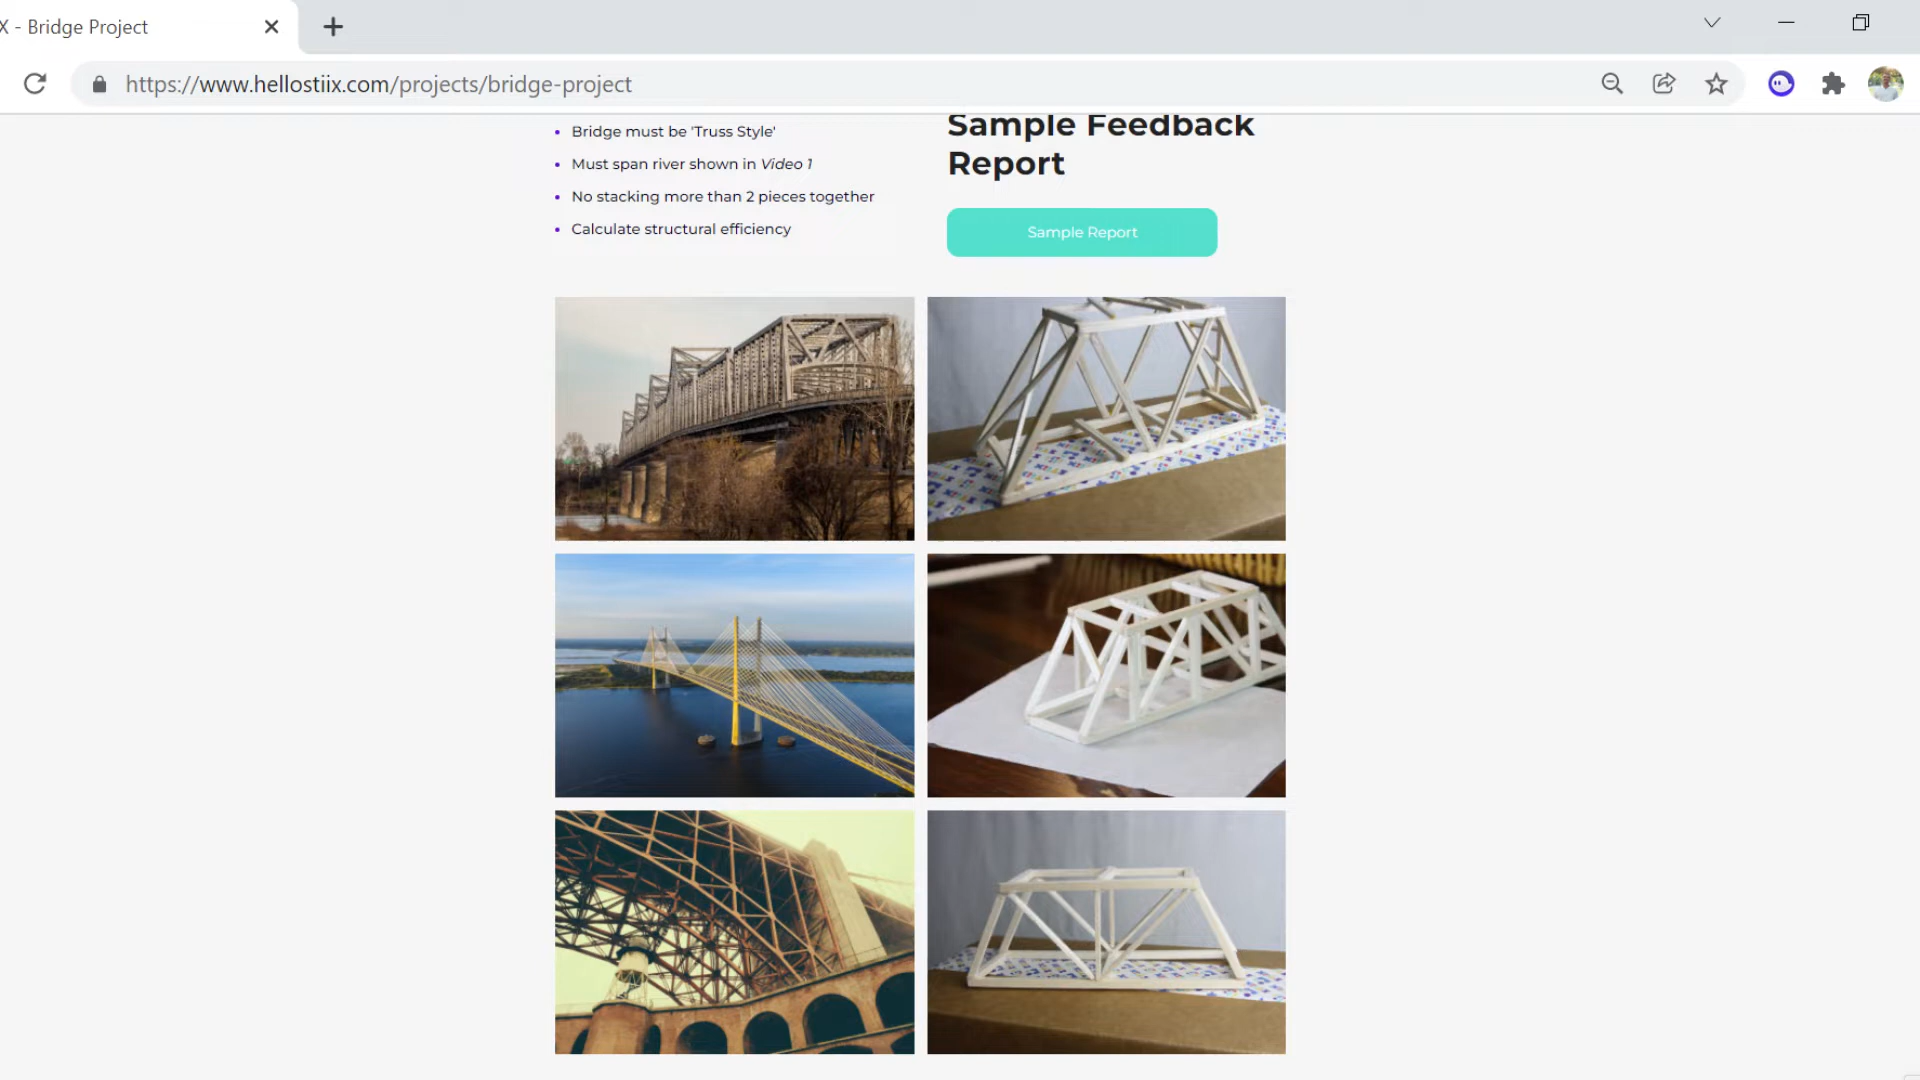 X - Bridge Project
https://www.hellostiix.com/projects/bridge-project
Bridge must be 'Truss Style'
Must span river shown in Video 1
No stacking more than 2 pieces together
Calculate structural efficiency
Sample Feedback
Report
Sample Report